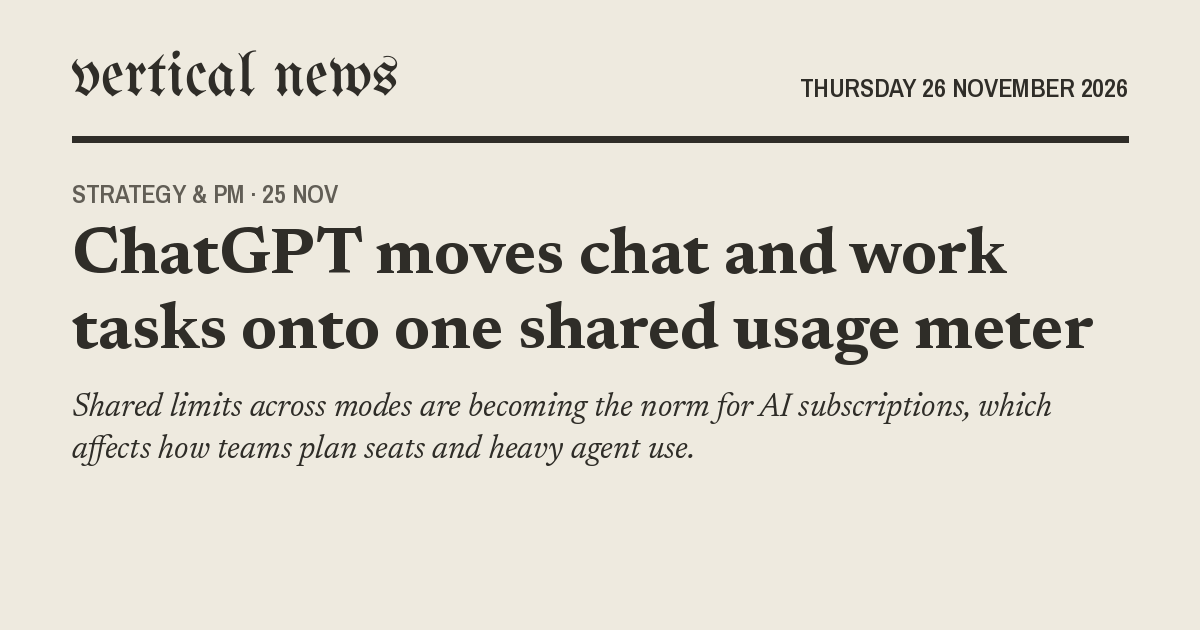 vertical news
THURSDAY 26 NOVEMBER 2026
STRATEGY & PM · 25 NOV
ChatGPT moves chat and work
tasks onto one shared usage meter
Shared limits across modes are becoming the norm for AI subscriptions, which
affects how teams plan seats and heavy agent use.